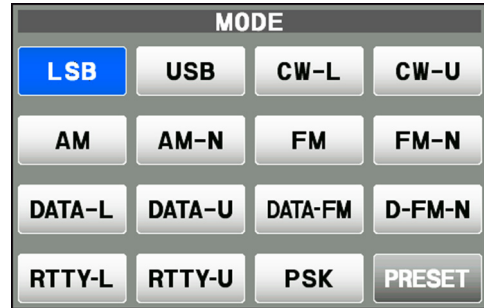 MODE
LSB USB CW-L CW-U
AM AM-N FM FM-N
DATA-L DATA-U DATA-FM D-FM-N
RTTY-L RTTY-U PSK PRESET